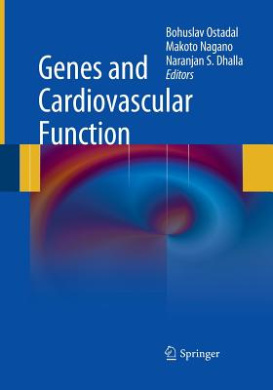 Bohuslav Ostadal
Makoto Nagano
Naranjan S. Dhalla
Editors
Genes and
Cardiovascular
Function
Springer